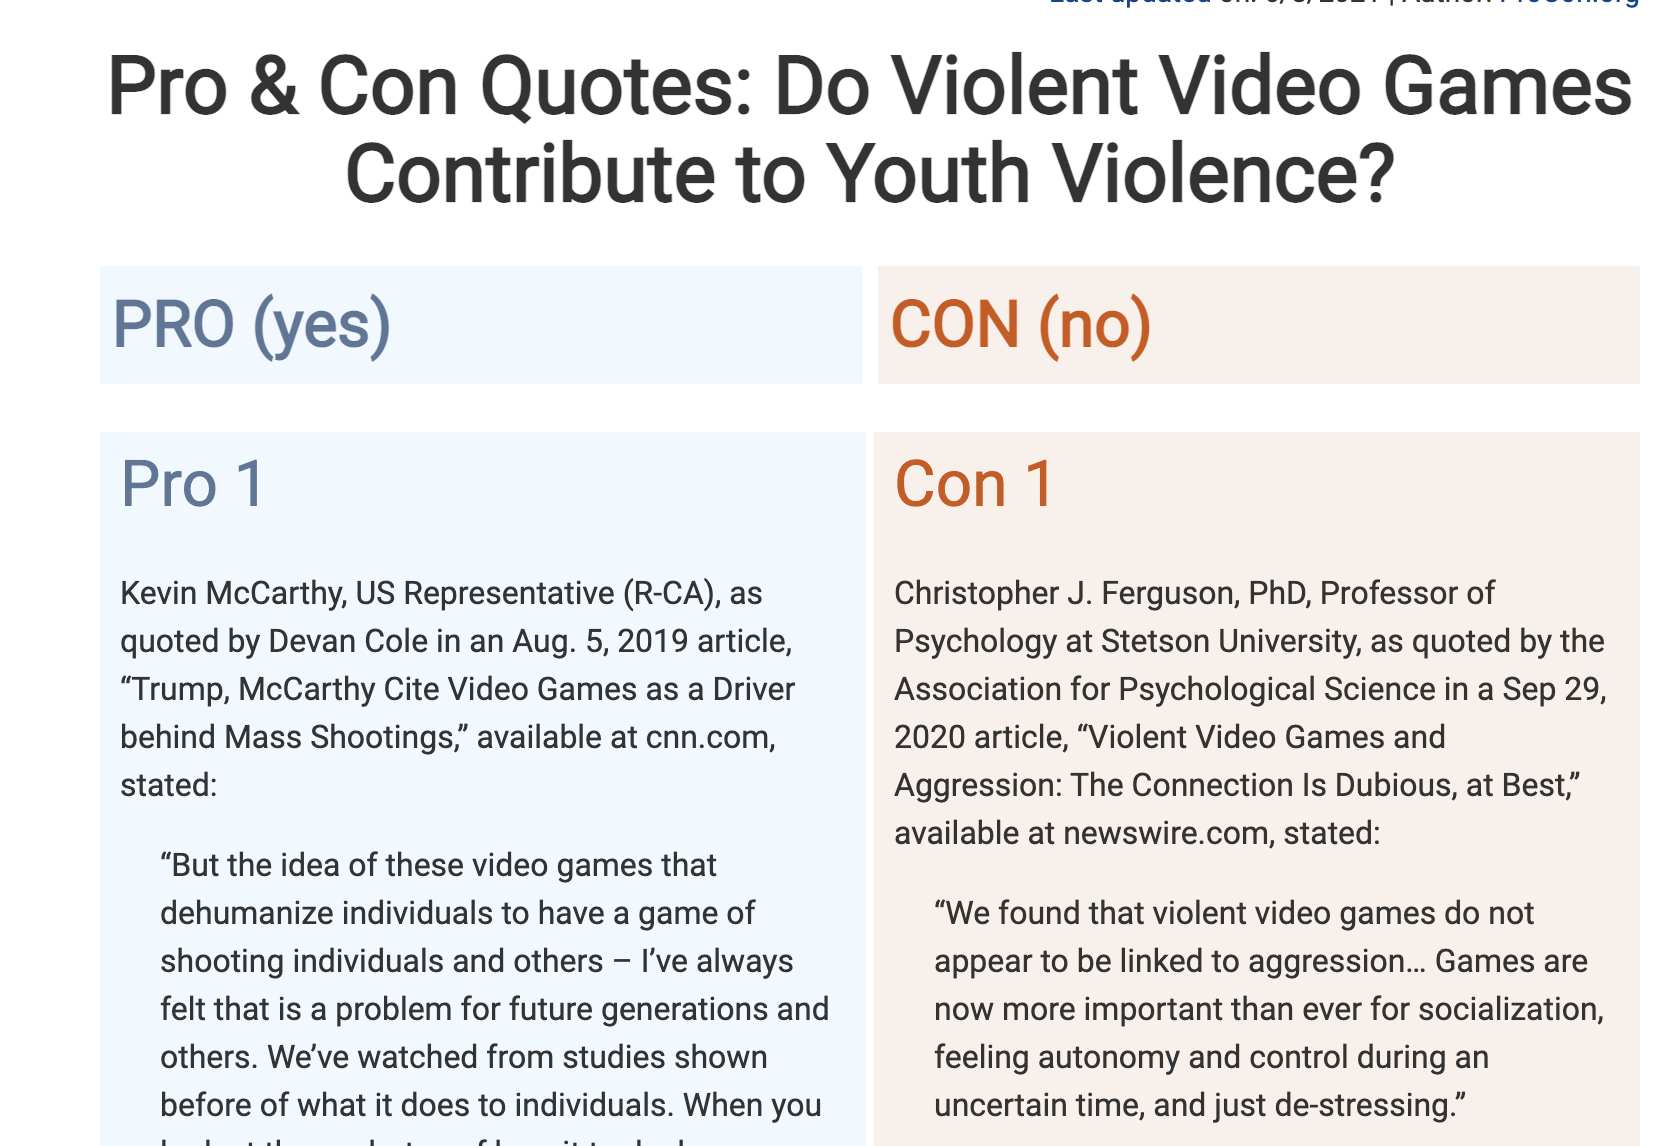 Pro & Con Quotes: Do Violent Video Games
Contribute to Youth Violence?
PRO (yes)
CON (no)
Pro 1
Kevin McCarthy, US Representative (R-CA), as
quoted by Devan Cole in an Aug. 5, 2019 article,
“Trump, McCarthy Cite Video Games as a Driver
behind Mass Shootings,” available at cnn.com,
stated:
“But the idea of these video games that
dehumanize individuals to have a game of
shooting individuals and others – I’ve always
felt that is a problem for future generations and
others. We’ve watched from studies shown
before of what it does to individuals. When you
Con 1
Christopher J. Ferguson, PhD, Professor of
Psychology at Stetson University, as quoted by the
Association for Psychological Science in a Sep 29,
2020 article, “Violent Video Games and
Aggression: The Connection Is Dubious, at Best,”
available at newswire.com, stated:
“We found that violent video games do not
appear to be linked to aggression… Games are
now more important than ever for socialization,
feeling autonomy and control during an
uncertain time, and just de-stressing.”